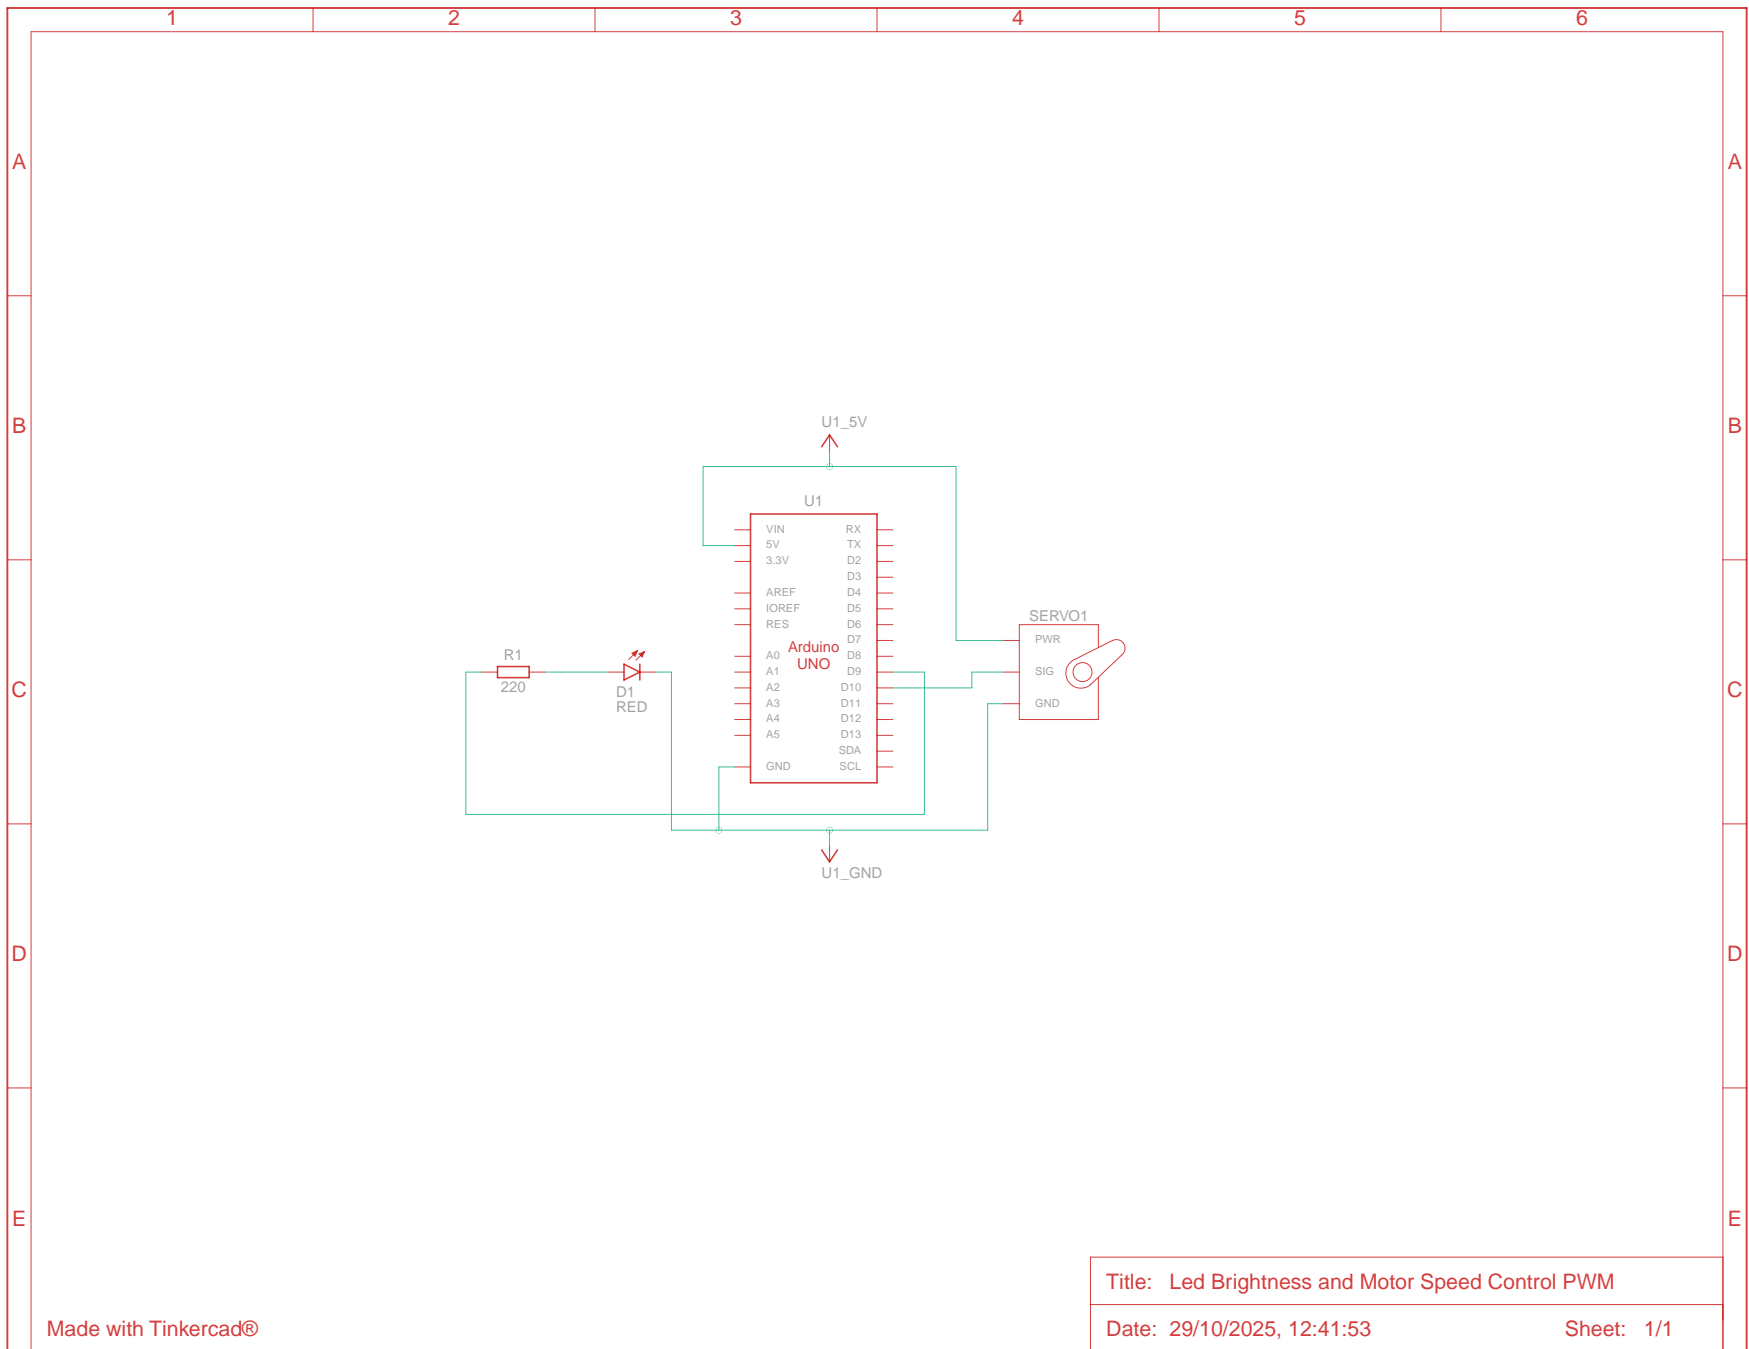 1 2 3 4 5 6
A A
B B
U1_5V
U1
VIN RX
5V TX
3.3V D2
D3
AREF D4
IOREF D5
RES D6
D7
Arduino
UNO
A0 D8
A1 D9
A2 D10
A3 D11
A4 D12
A5 D13
SDA
GND SCL
SERVO1
PWR
SIG
GND
R1
220
D1
RED
C C
U1_GND
D D
E E
Title: Led Brightness and Motor Speed Control PWM
Made with Tinkercad®
Date: 29/10/2025, 12:41:53 Sheet: 1/1